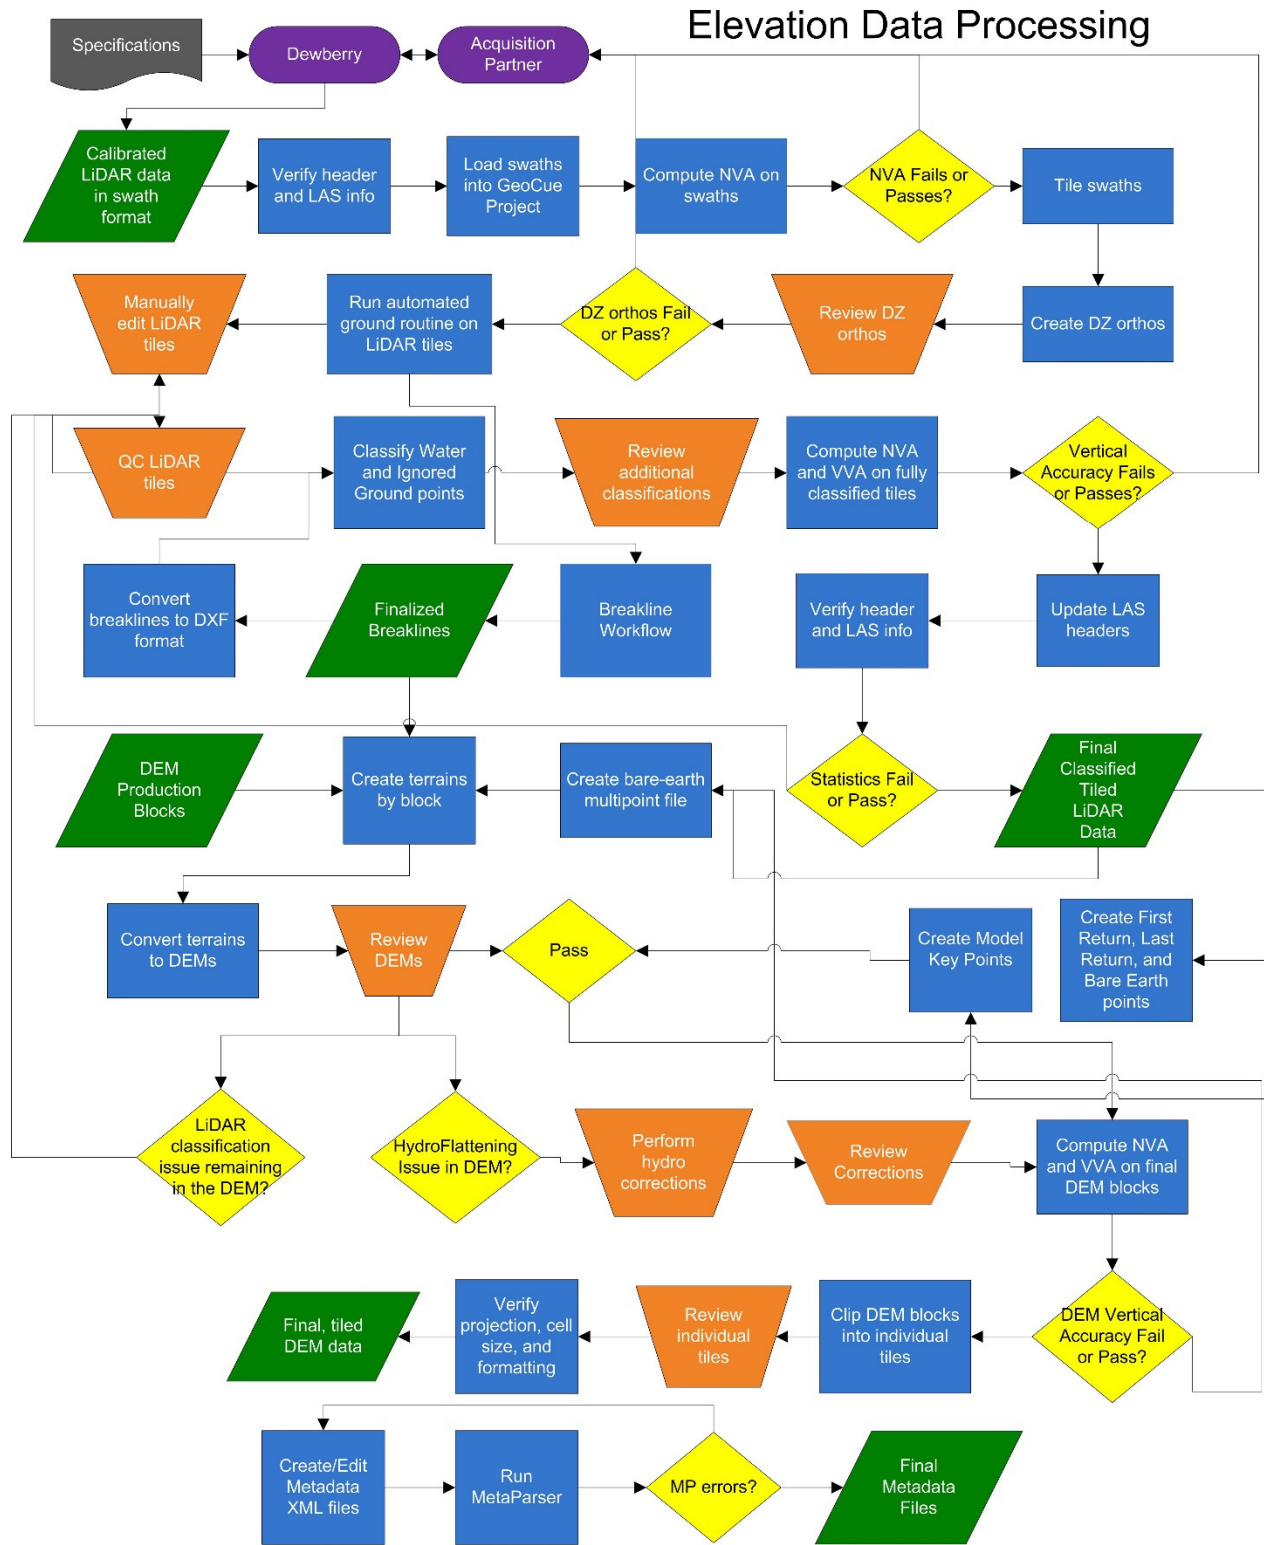 Elevation Data Processing
Specifications
Dewberry
Acquisition
Partner
Calibrated
LiDAR data
in swath
format
Verify header
and LAS info
Load swaths
into GeoCue
Project
Compute NVA on
swaths
NVA Fails or
Passes?
Tile swaths
Manually
edit LiDAR
tiles
Run automated
ground routine on
LiDAR tiles
DZ orthos Fail
or Pass?
Review DZ
orthos
Create DZ orthos
QC LiDAR
tiles
Classify Water
and Ignored
Ground points
Review
additional
classifications
Compute NVA
and VVA on fully
classified tiles
Vertical
Accuracy Fails
or Passes?
Convert
breaklines to DXF
format
Finalized
Breaklines
Breakline
Workflow
Verify header
and LAS info
Update LAS
headers
DEM
Production
Blocks
Create terrains
by block
Create bare-earth
multipoint file
Statistics Fail
or Pass?
Final
Classified
Tiled
LiDAR
Data
Convert terrains
to DEMs
Review
DEMs
Pass
Create Model
Key Points
Create First
Return, Last
Return, and
Bare Earth
points
LiDAR
classification
issue remaining
in the DEM?
HydroFlattening
Issue in DEM?
Perform
hydro
corrections
Review
Corrections
Compute NVA
and VVA on final
DEM blocks
Final, tiled
DEM data
Verify
projection, cell
size, and
formatting
Review
individual
tiles
Clip DEM blocks
into individual
tiles
DEM Vertical
Accuracy Fail
or Pass?
Create/Edit
Metadata
XML files
Run
MetaParser
MP errors?
Final
Metadata
Files